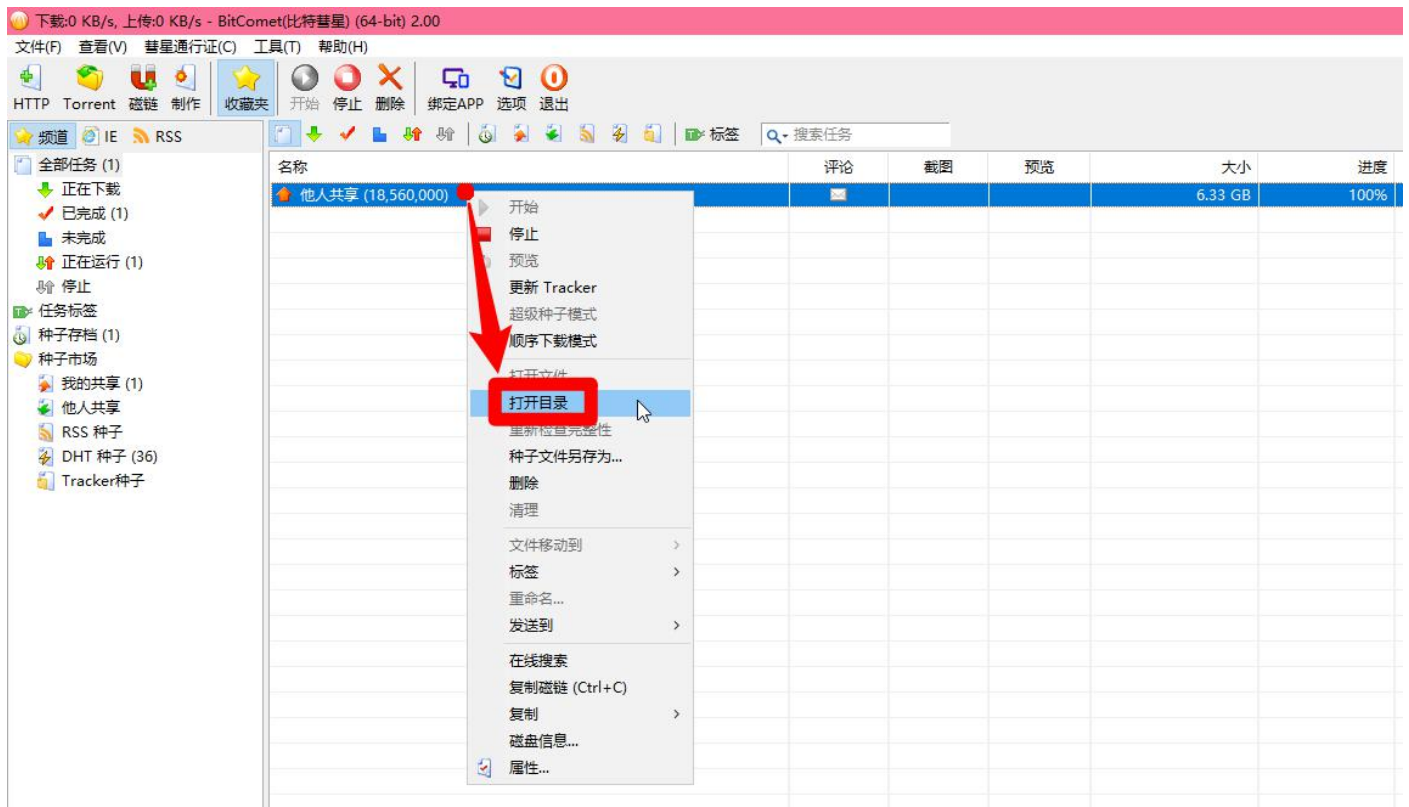 下载:0 KB/s, 上传:0 KB/s - BitComet(比特彗星) (64-bit) 2.00
文件(F) 查看(V) 彗星通行证(C) 工具(T) 帮助(H)
HTTP Torrent 磁链 制作 收藏夹 开始 停止 删除 绑定APP 选项 退出
频道 IE RSS 标签 搜索任务
全部任务 (1)
正在下载
已完成 (1)
未完成
正在运行 (1)
停止
任务标签
种子存档 (1)
种子市场
我的共享 (1)
他人共享
RSS 种子
DHT 种子 (36)
Tracker种子
名称 评论 截图 预览 大小 进度
他人共享 (18,560,000) 6.33 GB 100%
开始
停止
预览
更新 Tracker
超级种子模式
顺序下载模式
打开文件
打开目录
重新检查完整性
种子文件另存为...
删除
清理
文件移动到
标签
重命名...
发送到
在线搜索
复制磁链 (Ctrl+C)
复制
磁盘信息...
属性...